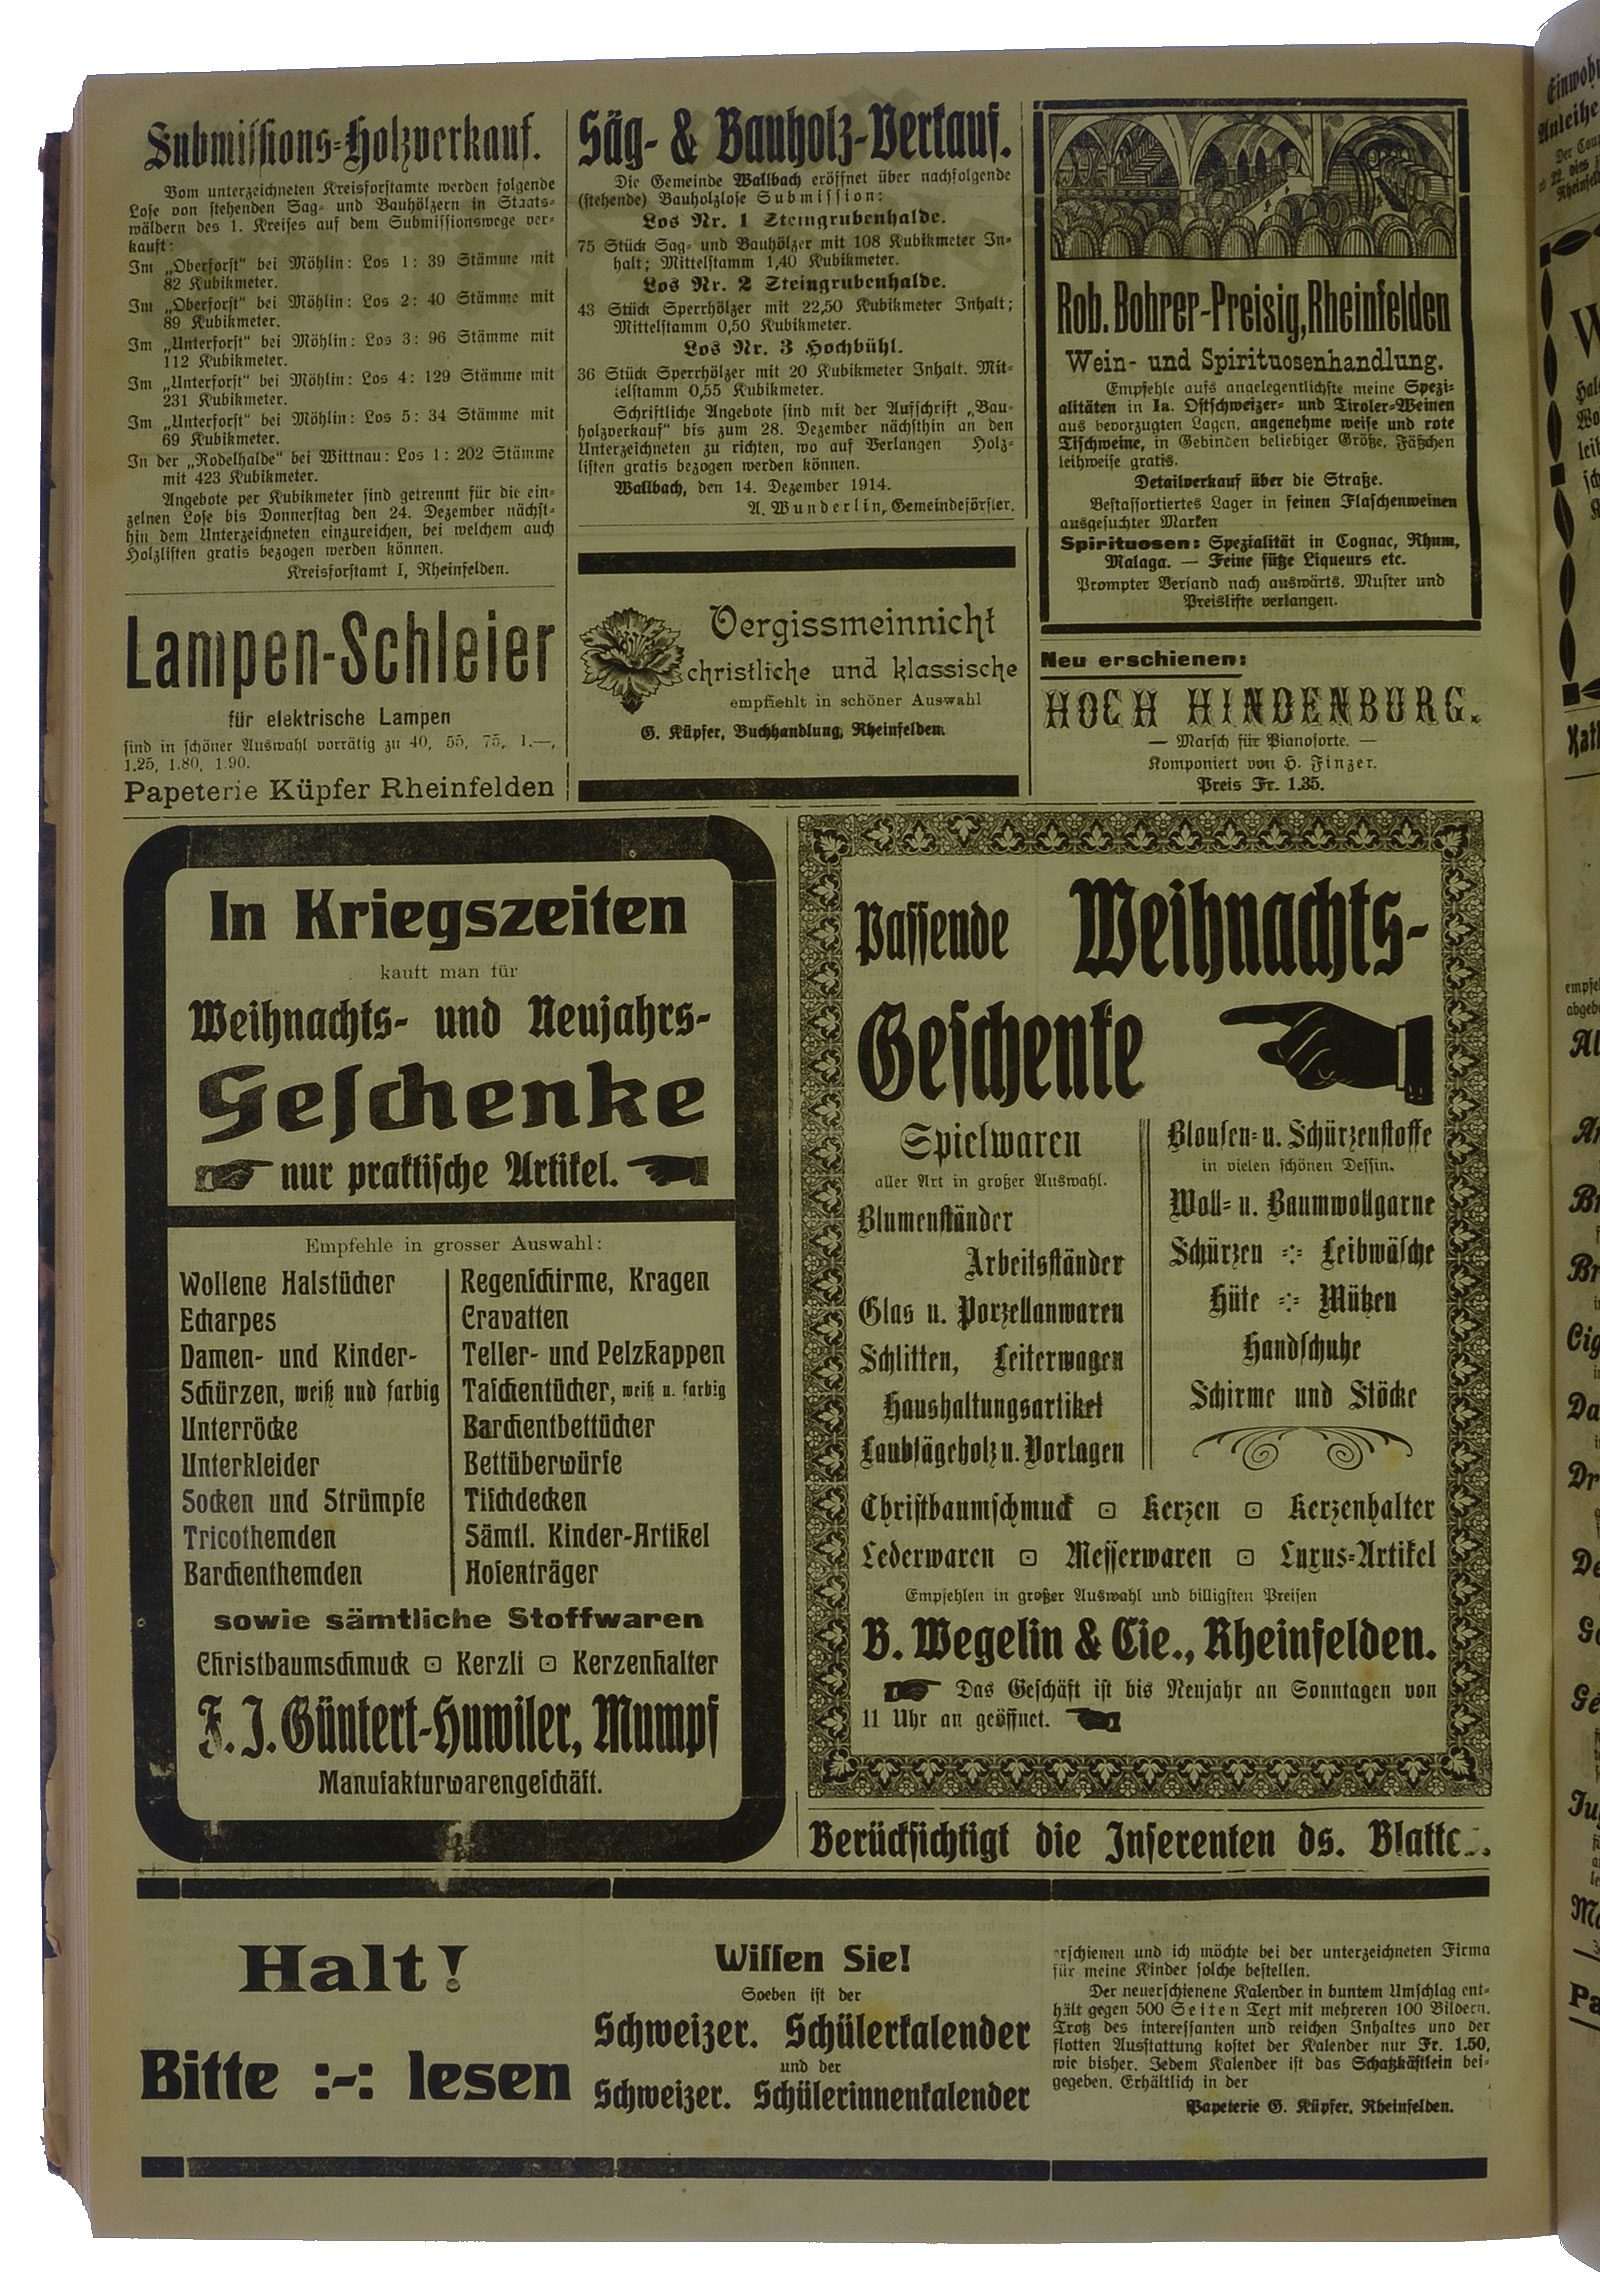 Submissions-Holzverkauf.
Vom unterzeichneten Kreisforstamte werden folgende
Lose von stehenden Sag- und Bauhölzern in Staats-
wäldern des 1. Kreises auf dem Submissionswege ver-
kauft:
Im „Oberforst“ bei Möhlin: Los 1: 39 Stämme mit
82 Kubikmeter.
Im „Oberforst“ bei Möhlin: Los 2: 40 Stämme mit
89 Kubikmeter.
Im „Unterforst“ bei Möhlin: Los 3: 96 Stämme mit
112 Kubikmeter.
Im „Unterforst“ bei Möhlin: Los 4: 129 Stämme mit
231 Kubikmeter.
Im „Unterforst“ bei Möhlin: Los 5: 34 Stämme mit
69 Kubikmeter.
In der „Rodelhalde“ bei Wittnau: Los 1: 202 Stämme
mit 423 Kubikmeter.
Angebote per Kubikmeter sind getrennt für die ein-
zelnen Lose bis Donnerstag den 24. Dezember nächst-
hin dem Unterzeichneten einzureichen, bei welchem auch
Holzlisten gratis bezogen werden können.
Kreisforstamt I, Rheinfelden.
Lampen-Schleier
für elektrische Lampen
sind in schöner Auswahl vorrätig zu 40, 55, 75, 1.—,
1.25, 1.80, 1.90.
Papeterie Küpfer Rheinfelden
Säg- & Bauholz-Verkauf.
Die Gemeinde Wallbach eröffnet über nachfolgende
(stehende) Bauholzlose Submission:
Los Nr. 1 Steingrubenhalde.
75 Stück Sag- und Bauhölzer mit 108 Kubikmeter In-
halt; Mittelstamm 1,40 Kubikmeter.
Los Nr. 2 Steingrubenhalde.
43 Stück Sperrhölzer mit 22,50 Kubikmeter Inhalt;
Mittelstamm 0,50 Kubikmeter.
Los Nr. 3 Hochbühl.
36 Stück Sperrhölzer mit 20 Kubikmeter Inhalt. Mit-
telstamm 0,55 Kubikmeter.
Schriftliche Angebote sind mit der Aufschrift „Bau-
holzverkauf“ bis zum 28. Dezember nächsthin an den
Unterzeichneten zu richten, wo auf Verlangen Holz-
listen gratis bezogen werden können.
Wallbach, den 14. Dezember 1914.
A. Wunderlin, Gemeindeförster.
Vergissmeinnicht
christliche und klassische
empfiehlt in schöner Auswahl
G. Küpfer, Buchhandlung, Rheinfelden.
Rob. Bohrer-Preisig, Rheinfelden
Wein- und Spirituosenhandlung.
Empfehle aufs angelegentlichste meine Spezi-
alitäten in Ia. Ostschweizer- und Tiroler-Weinen
aus bevorzugten Lagen, angenehme weiße und rote
Tischweine, in Gebinden beliebiger Größe, Fäßchen
leihweise gratis.
Detailverkauf über die Straße.
Bestassortiertes Lager in feinen Flaschenweinen
ausgesuchter Marken
Spirituosen: Spezialität in Cognac, Rhum,
Malaga. — Feine süße Liqueurs etc.
Prompter Versand nach auswärts. Muster und
Preisliste verlangen.
Neu erschienen:
HOCH HINDENBURG.
— Marsch für Pianoforte. —
Komponiert von H. Finzer.
Preis Fr. 1.35.
In Kriegszeiten
kauft man für
Weihnachts- und Neujahrs-
Geschenke
nur praktische Artikel.
Empfehle in grosser Auswahl:
Wollene Halstücher
Echarpes
Damen- und Kinder-
Schürzen, weiß und farbig
Unterröcke
Unterkleider
Socken und Strümpfe
Tricothemden
Barchenthemden
Regenschirme, Kragen
Cravatten
Teller- und Pelzkappen
Taschentücher, weiß u. farbig
Barchentbettücher
Bettüberwürfe
Tischdecken
Sämtl. Kinder-Artikel
Hosenträger
sowie sämtliche Stoffwaren
Christbaumschmuck ⊡ Kerzli ⊡ Kerzenhalter
F. J. Güntert-Huwiler, Mumpf
Manufakturwarengeschäft.
Passende Weihnachts-
Geschenke
Spielwaren
aller Art in großer Auswahl.
Blumenständer
Arbeitsständer
Glas u. Porzellanwaren
Schlitten, Leiterwagen
Haushaltungsartikel
Laubsägeholz u. Vorlagen
Blousen- u. Schürzenstoffe
in vielen schönen Dessin.
Woll- u. Baumwollgarne
Schürzen -:- Leibwäsche
Hüte -:- Mützen
Handschuhe
Schirme und Stöcke
Christbaumschmuck ⊡ Kerzen ⊡ Kerzenhalter
Lederwaren ⊡ Messerwaren ⊡ Luxus-Artikel
Empfehlen in großer Auswahl und billigsten Preisen
B. Wegelin & Cie., Rheinfelden.
Das Geschäft ist bis Neujahr an Sonntagen von
11 Uhr an geöffnet.
Berücksichtigt die Inserenten ds. Blattes.
Halt!
Bitte :-: lesen
Wissen Sie!
Soeben ist der
Schweizer. Schülerkalender
und der
Schweizer. Schülerinnenkalender
erschienen und ich möchte bei der unterzeichneten Firma
für meine Kinder solche bestellen.
Der neuerschienene Kalender in buntem Umschlag ent-
hält gegen 500 Seiten Text mit mehreren 100 Bildern.
Trotz des interessanten und reichen Inhaltes und der
flotten Ausstattung kostet der Kalender nur Fr. 1.50,
wie bisher. Jedem Kalender ist das Schatzkästlein bei-
gegeben. Erhältlich in der
Papeterie G. Küpfer, Rheinfelden.